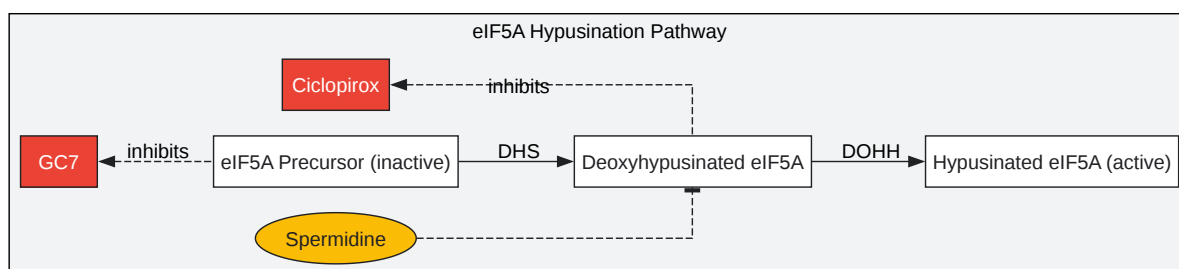 eIF5A Hypusination Pathway
Ciclopirox
inhibits
GC7
inhibits
eIF5A Precursor (inactive)
DHS
Deoxyhypusinated eIF5A
DOHH
Hypusinated eIF5A (active)
Spermidine